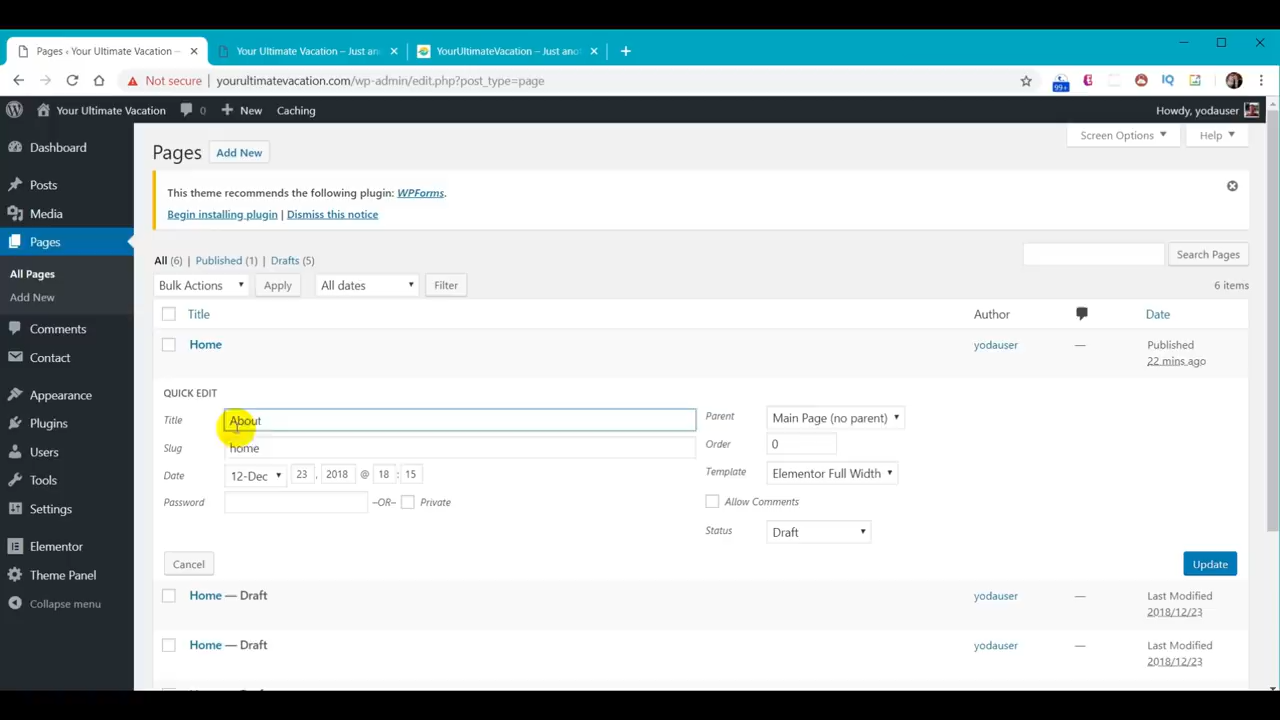 Pages ‹ Your Ultimate Vacation —
Your Ultimate Vacation – Just an
YourUltimateVacation – Just ano
Not secure | yourultimatevacation.com/wp-admin/edit.php?post_type=page
99+
IQ
Your Ultimate Vacation 0 New Caching Howdy, yodauser
Screen Options Help
Dashboard
Posts
Media
Pages
All Pages
Add New
Comments
Contact
Appearance
Plugins
Users
Tools
Settings
Elementor
Theme Panel
Collapse menu
Pages Add New
This theme recommends the following plugin: WPForms.
Begin installing plugin | Dismiss this notice
All (6) | Published (1) | Drafts (5)
Search Pages
Bulk Actions Apply All dates Filter 6 items
Title Author Date
Home yodauser — Published
22 mins ago
QUICK EDIT
Title About
Slug home
Date 12-Dec 23 , 2018 @ 18 : 15
Password –OR– Private
Parent Main Page (no parent)
Order 0
Template Elementor Full Width
Allow Comments
Status Draft
Cancel Update
Home — Draft yodauser — Last Modified
2018/12/23
Home — Draft yodauser — Last Modified
2018/12/23